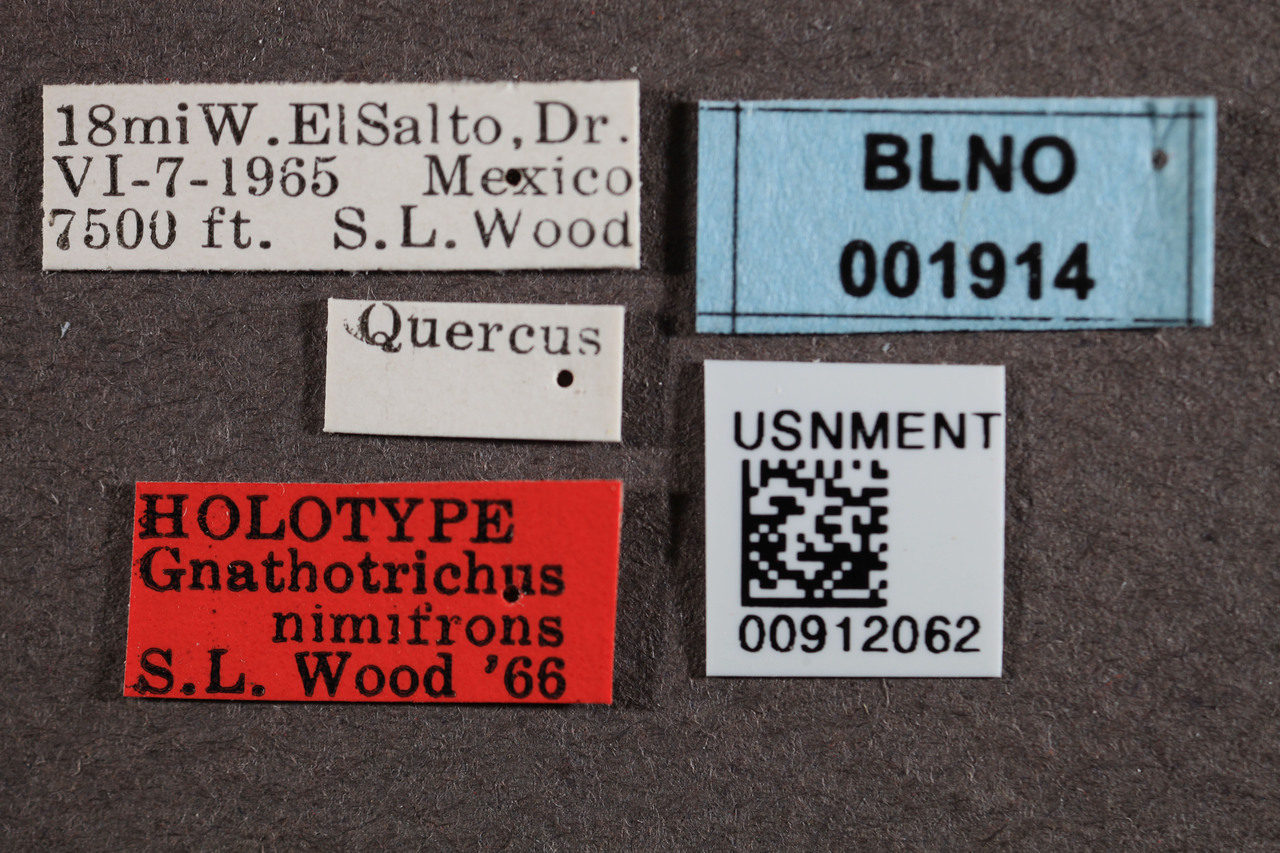 18miW.ElSalto,Dr.
VI-7-1965 Mexico
7500 ft. S.L.Wood
Quercus
HOLOTYPE
Gnathotrichus
nimifrons
S.L. Wood '66
BLNO
001914
USNMENT
00912062